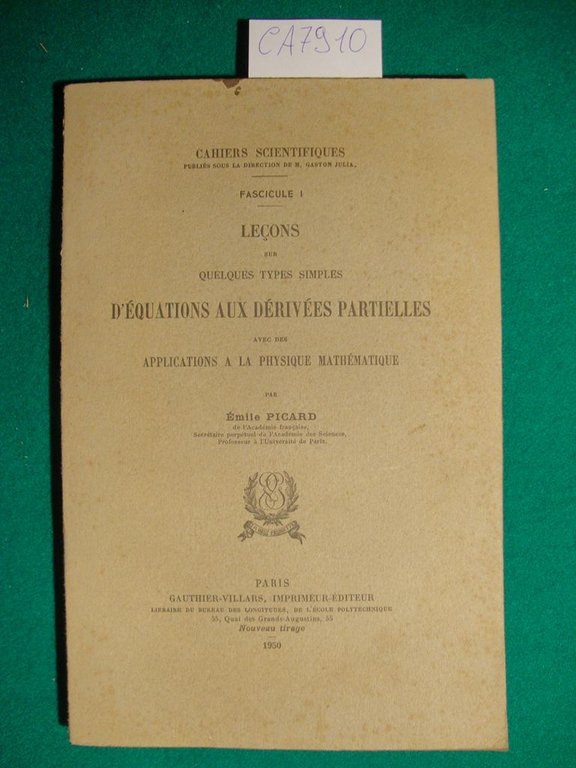 CA7910
CAHIERS SCIENTIFIQUES
PUBLIÉS SOUS LA DIRECTION DE M. GASTON JULIA.
FASCICULE I
LEÇONS
SUR
QUELQUES TYPES SIMPLES
D'ÉQUATIONS AUX DÉRIVÉES PARTIELLES
AVEC DES
APPLICATIONS A LA PHYSIQUE MATHÉMATIQUE
PAR
Émile PICARD
de l'Académie française,
Secrétaire perpétuel de l'Académie des Sciences,
Professeur à l'Université de Paris.
PARIS
GAUTHIER-VILLARS, IMPRIMEUR-ÉDITEUR
LIBRAIRE DU BUREAU DES LONGITUDES, DE L'ÉCOLE POLYTECHNIQUE
55, Quai des Grands-Augustins, 55
Nouveau tirage
1950